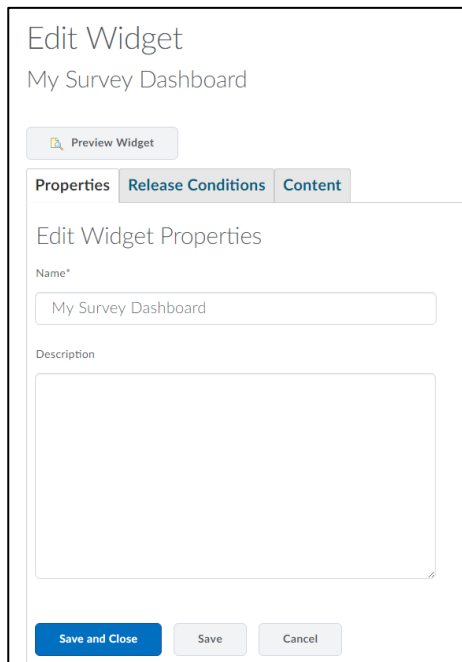 Edit Widget
My Survey Dashboard
Preview Widget
Properties Release Conditions Content
Edit Widget Properties
Name*
My Survey Dashboard
Description
Save and Close Save Cancel